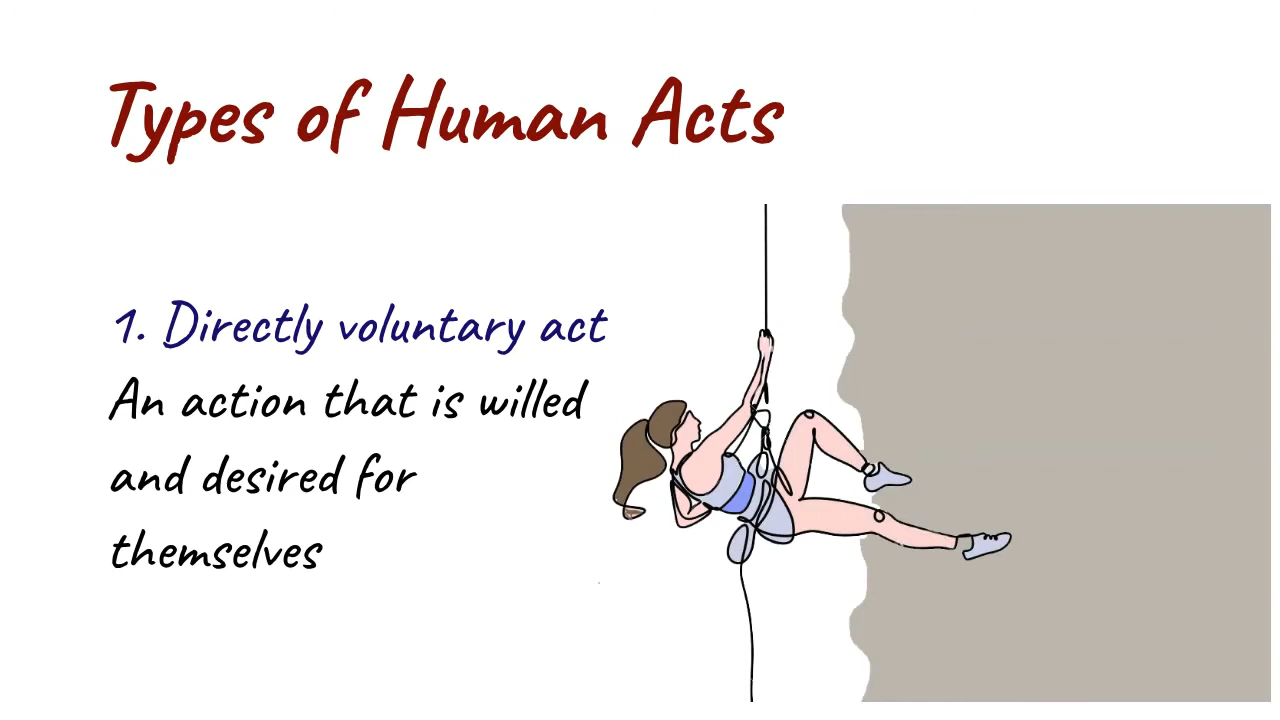 Types of Human Acts
1. Directly voluntary act
An action that is willed
and desired for
themselves